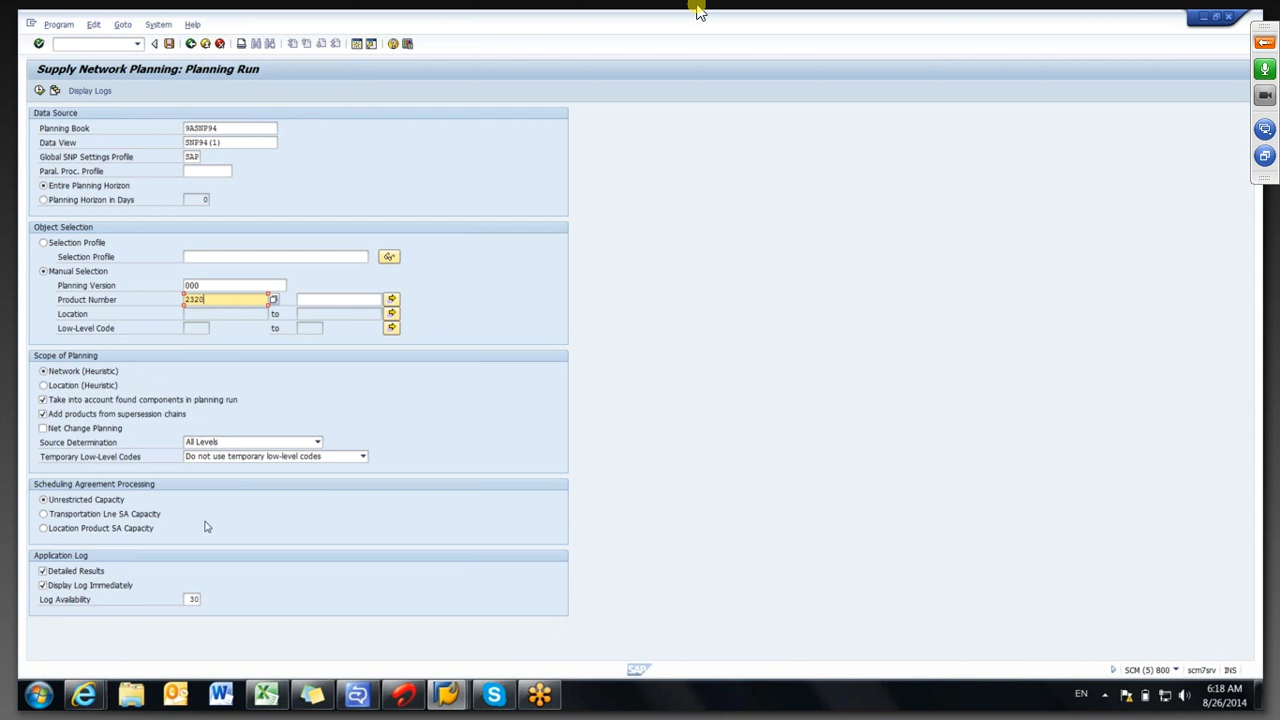 Program Edit Goto System Help
Supply Network Planning: Planning Run
Display Logs
Data Source
Planning Book 9ASNP94
Data View SNP94(1)
Global SNP Settings Profile SAP
Paral. Proc. Profile
Entire Planning Horizon
Planning Horizon in Days 0
Object Selection
Selection Profile
Selection Profile
Manual Selection
Planning Version 000
Product Number 2320
Location to
Low-Level Code to
Scope of Planning
Network (Heuristic)
Location (Heuristic)
Take into account found components in planning run
Add products from supersession chains
Net Change Planning
Source Determination All Levels
Temporary Low-Level Codes Do not use temporary low-level codes
Scheduling Agreement Processing
Unrestricted Capacity
Transportation Lne SA Capacity
Location Product SA Capacity
Application Log
Detailed Results
Display Log Immediately
Log Availability 30
SAP SCM (5) 800 scm7srv INS
EN 6:18 AM
8/26/2014